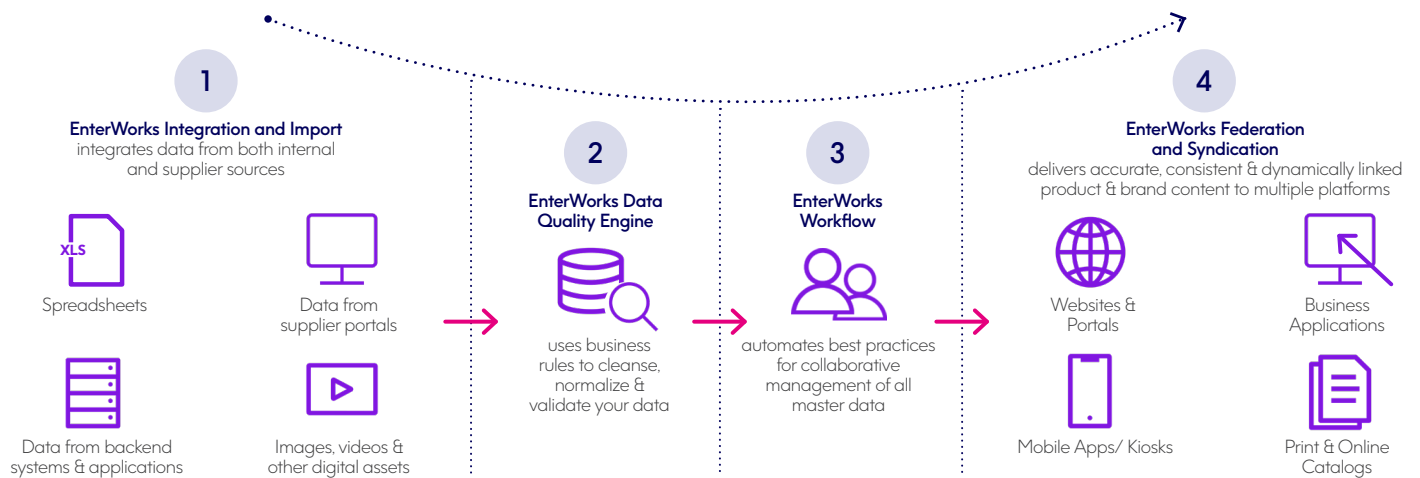 1
EnterWorks Integration and Import
integrates data from both internal
and supplier sources
XLS
Spreadsheets
Data from
supplier portals
Data from backend
systems & applications
Images, videos &
other digital assets
2
EnterWorks Data
Quality Engine
uses business
rules to cleanse,
normalize &
validate your data
3
EnterWorks
Workflow
automates best practices
for collaborative
management of all
master data
4
EnterWorks Federation
and Syndication
delivers accurate, consistent & dynamically linked
product & brand content to multiple platforms
Websites &
Portals
Business
Applications
Mobile Apps/ Kiosks
Print & Online
Catalogs